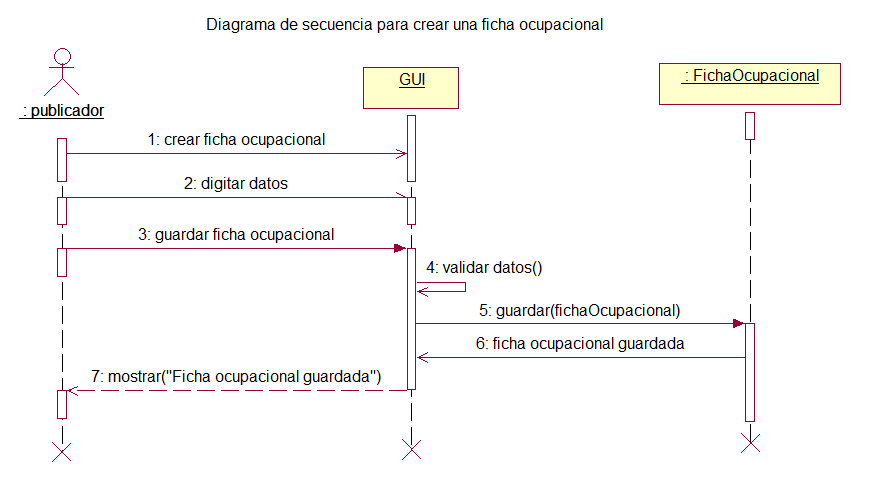 Diagrama de secuencia para crear una ficha ocupacional
: publicador
GUI
: FichaOcupacional
1: crear ficha ocupacional
2: digitar datos
3: guardar ficha ocupacional
4: validar datos()
5: guardar(fichaOcupacional)
6: ficha ocupacional guardada
7: mostrar("Ficha ocupacional guardada")